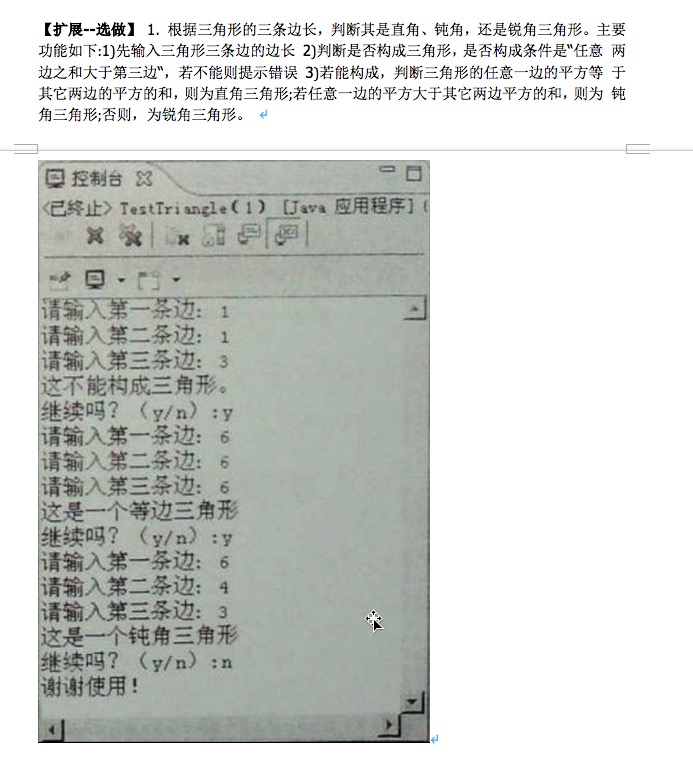 【扩展--选做】 1. 根据三角形的三条边长，判断其是直角、钝角，还是锐角三角形。主要
功能如下:1)先输入三角形三条边的边长 2)判断是否构成三角形，是否构成条件是“任意 两
边之和大于第三边“，若不能则提示错误 3)若能构成，判断三角形的任意一边的平方等 于
其它两边的平方的和，则为直角三角形;若任意一边的平方大于其它两边平方的和，则为 钝
角三角形;否则，为锐角三角形。
控制台
<已终止> TestTriangle(1) [Java 应用程序] (
请输入第一条边: 1
请输入第二条边: 1
请输入第三条边: 3
这不能构成三角形。
继续吗? (y/n) :y
请输入第一条边: 6
请输入第二条边: 6
请输入第三条边: 6
这是一个等边三角形
继续吗? (y/n) :y
请输入第一条边: 6
请输入第二条边: 4
请输入第三条边: 3
这是一个钝角三角形
继续吗? (y/n) :n
谢谢使用!